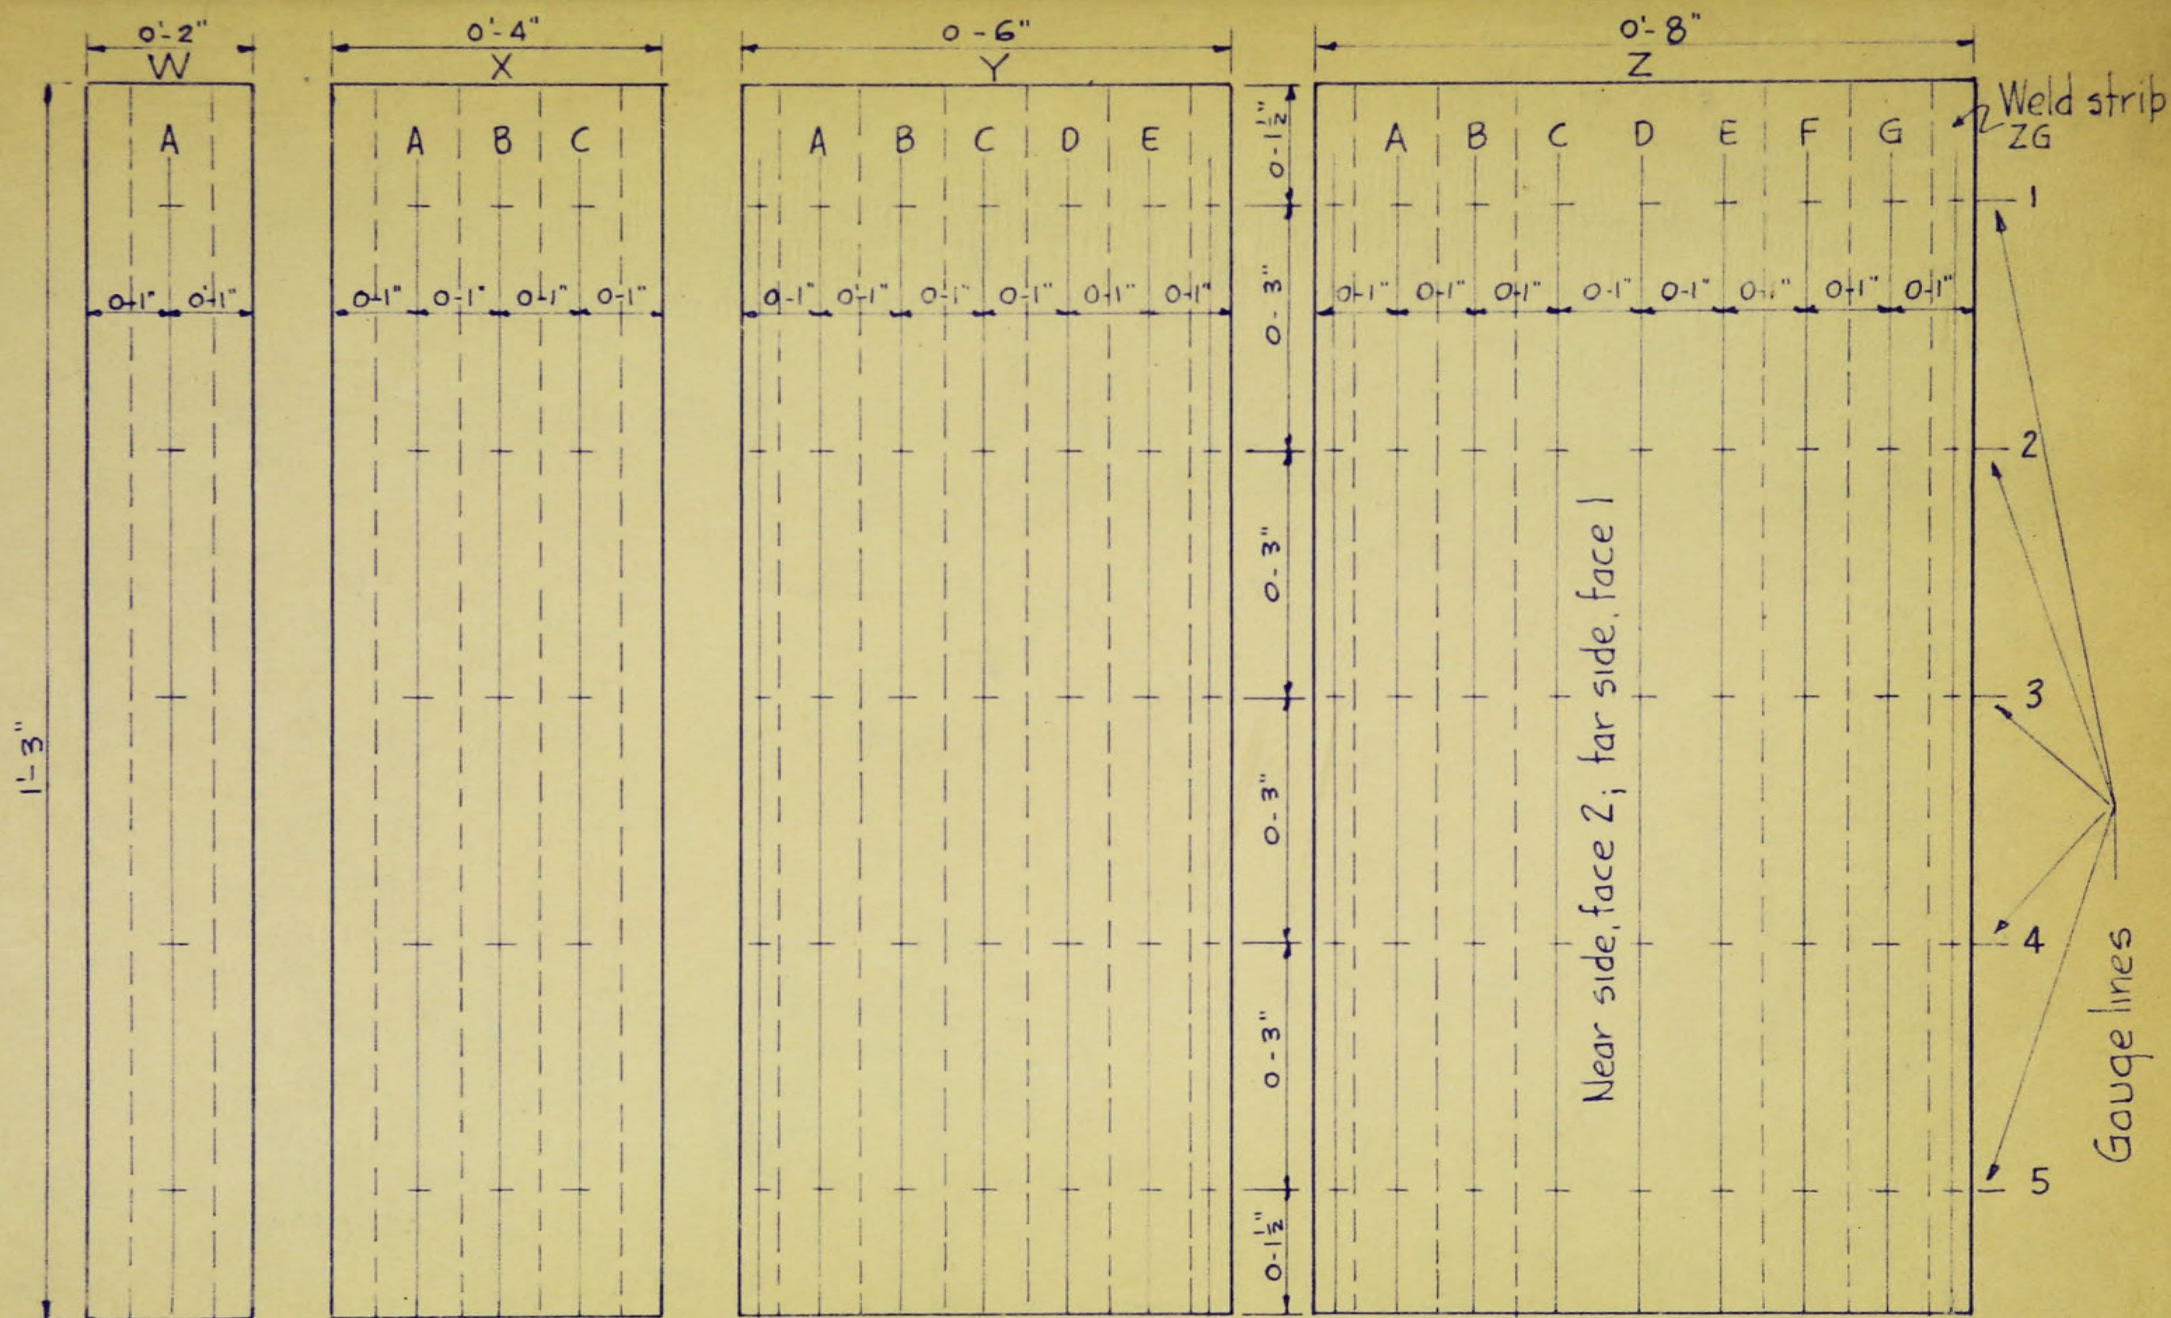 0'-2" 0'-4" 0-6" 0'-8"
W X Y Z
Weld strip
ZG
A A B C A B C D E A B C D E F G
0-1½"
1
0-1" 0'-1" 0-1" 0-1" 0-1" 0-1" 0-1" 0-1" 0-1" 0-1" 0-1" 0-1" 0-1" 0-1" 0-1" 0-1" 0-1" 0-1" 0-1" 0-1"
0-3"
2
0-3"
Near side, face 2; far side, face 1
3
1'-3"
0-3"
4
0-3"
Gauge lines
5
0-1½"